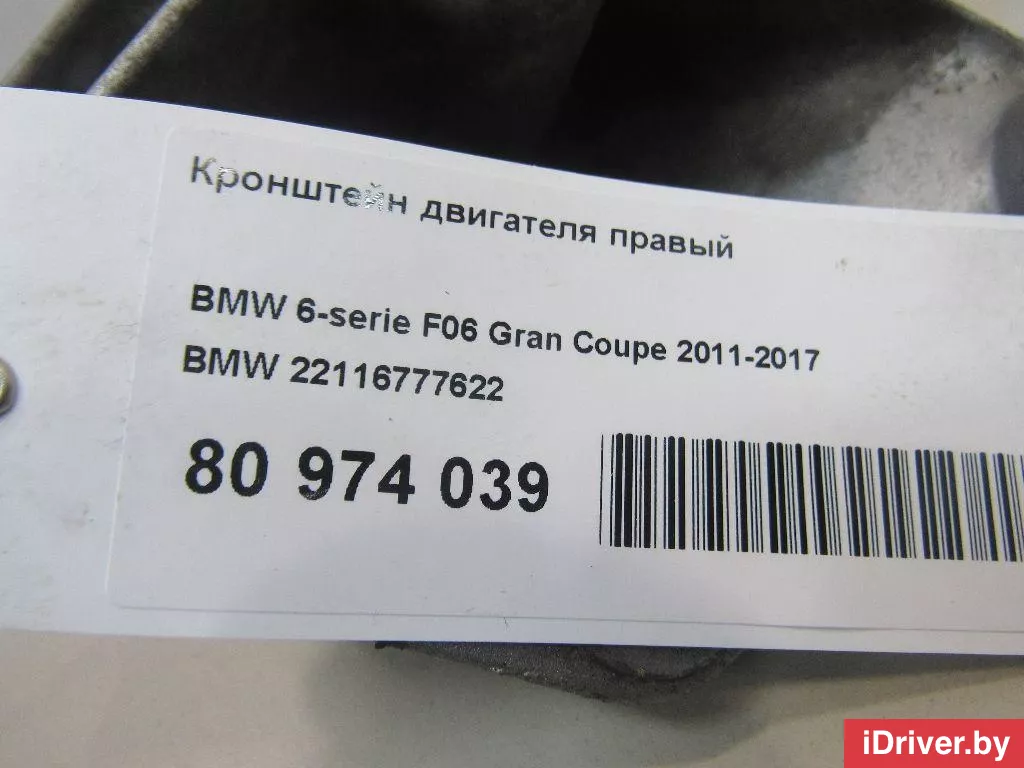 Кронштейн двигателя правый
BMW 6-serie F06 Gran Coupe 2011-2017
BMW 22116777622
80 974 039
iDriver.by